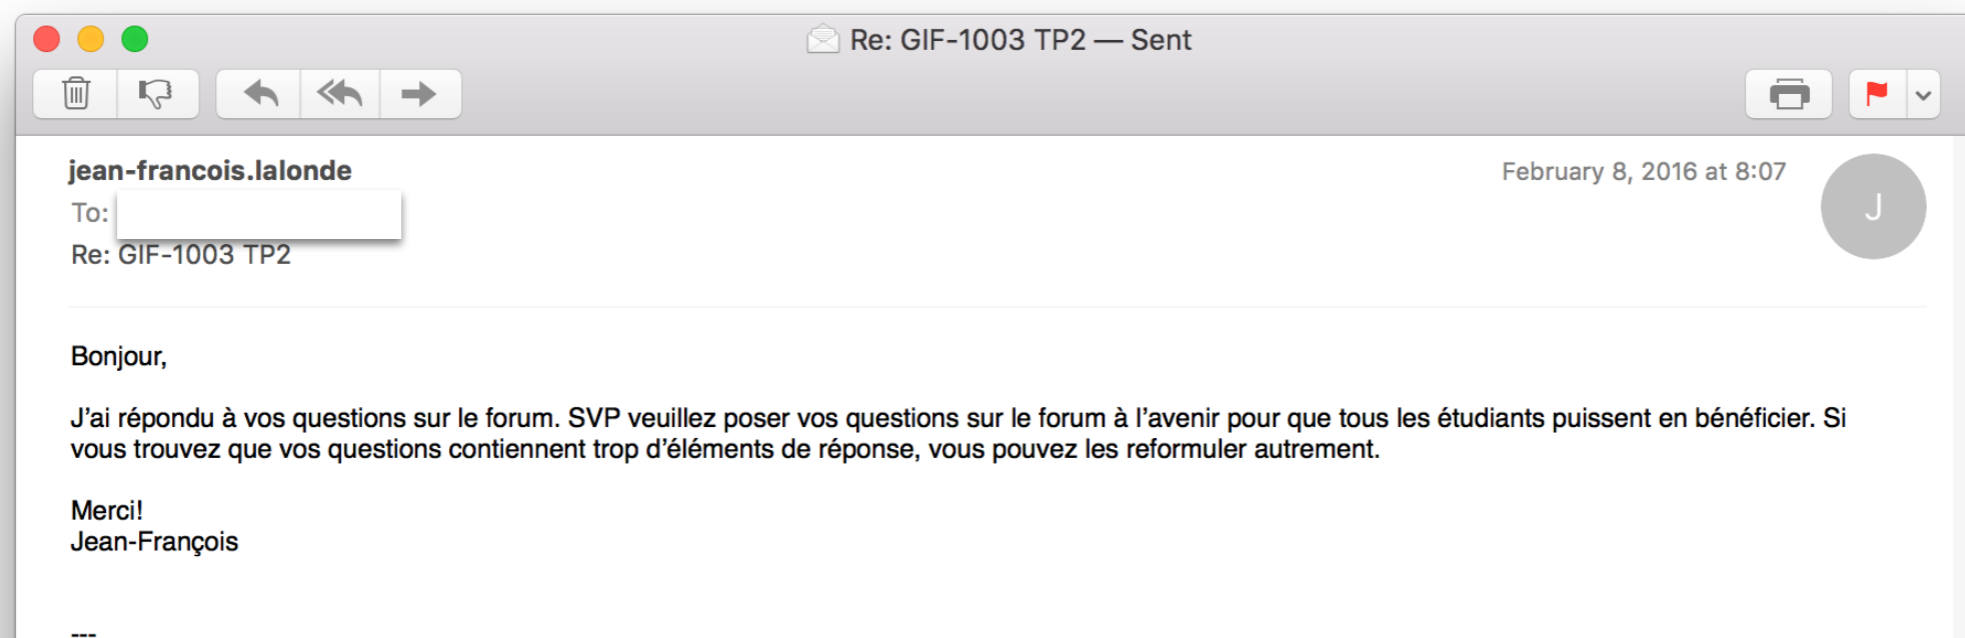 Re: GIF-1003 TP2 — Sent
jean-francois.lalonde
February 8, 2016 at 8:07
J
To:
Re: GIF-1003 TP2
Bonjour,
J'ai répondu à vos questions sur le forum. SVP veuillez poser vos questions sur le forum à l'avenir pour que tous les étudiants puissent en bénéficier. Si
vous trouvez que vos questions contiennent trop d'éléments de réponse, vous pouvez les reformuler autrement.
Merci!
Jean-François
---